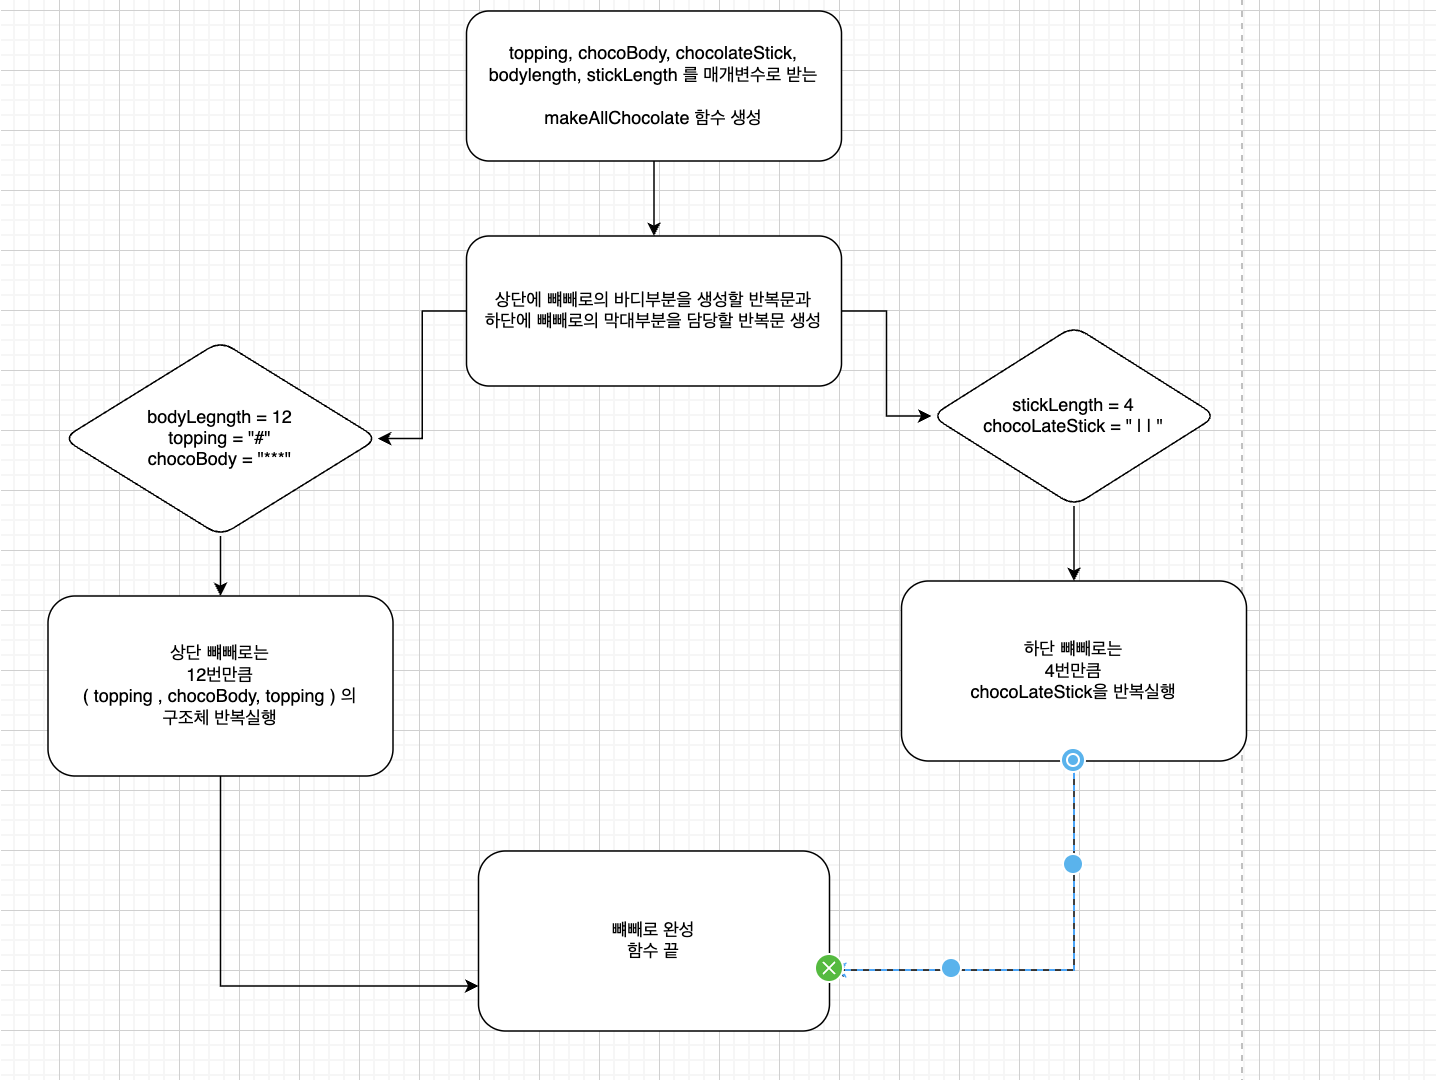 topping, chocoBody, chocolateStick,
bodylength, stickLength 를 매개변수로 받는
makeAllChocolate 함수 생성
상단에 뺴빼로의 바디부분을 생성할 반복문과
하단에 뺴빼로의 막대부분을 담당할 반복문 생성
bodyLegngth = 12
topping = "#"
chocoBody = "***"
stickLength = 4
chocoLateStick = " l l "
상단 뺴빼로는
12번만큼
( topping , chocoBody, topping ) 의
구조체 반복실행
하단 뺴빼로는
4번만큼
chocoLateStick을 반복실행
뺴빼로 완성
함수 끝